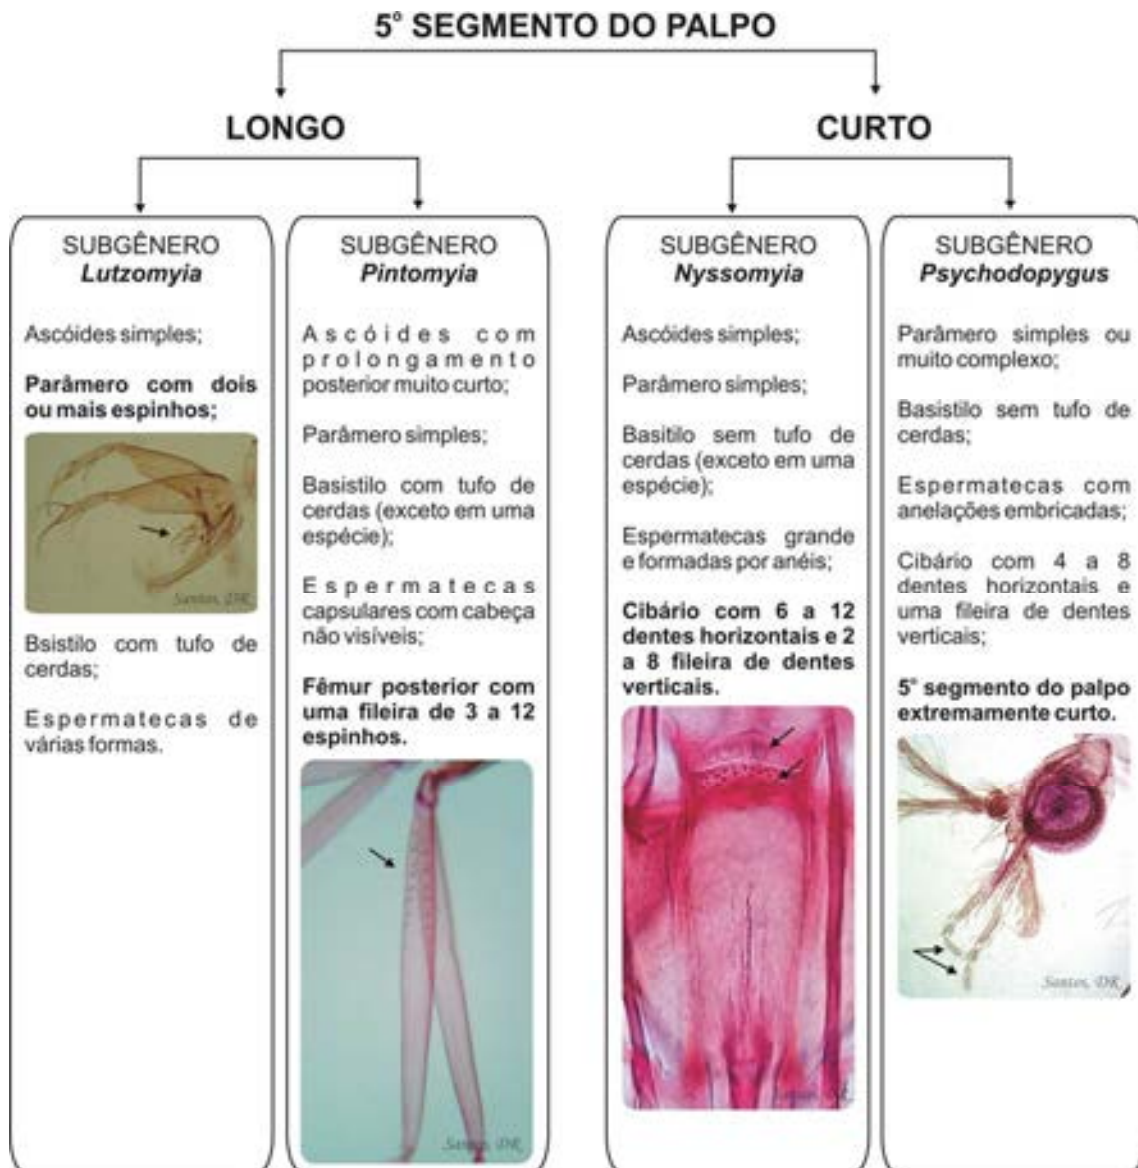 5º SEGMENTO DO PALPO
LONGO
CURTO
SUBGÊNERO
Lutzomyia
Ascóides simples;
Parâmero com dois
ou mais espinhos;
Santos, DR
Bsistilo com tufo de
cerdas;
Espermatecas de
várias formas.
SUBGÊNERO
Pintomyia
Ascóides com
prolongamento
posterior muito curto;
Parâmero simples;
Basistilo com tufo de
cerdas (exceto em uma
espécie);
Espermatecas
capsulares com cabeça
não visíveis;
Fêmur posterior com
uma fileira de 3 a 12
espinhos.
Santos, DR
SUBGÊNERO
Nyssomyia
Ascóides simples;
Parâmero simples;
Basitilo sem tufo de
cerdas (exceto em uma
espécie);
Espermatecas grande
e formadas por anéis;
Cibário com 6 a 12
dentes horizontais e 2
a 8 fileira de dentes
verticais.
Santos, DR
SUBGÊNERO
Psychodopygus
Parâmero simples ou
muito complexo;
Basistilo sem tufo de
cerdas;
Espermatecas com
anelações embricadas;
Cibário com 4 a 8
dentes horizontais e
uma fileira de dentes
verticais;
5º segmento do palpo
extremamente curto.
Santos, DR